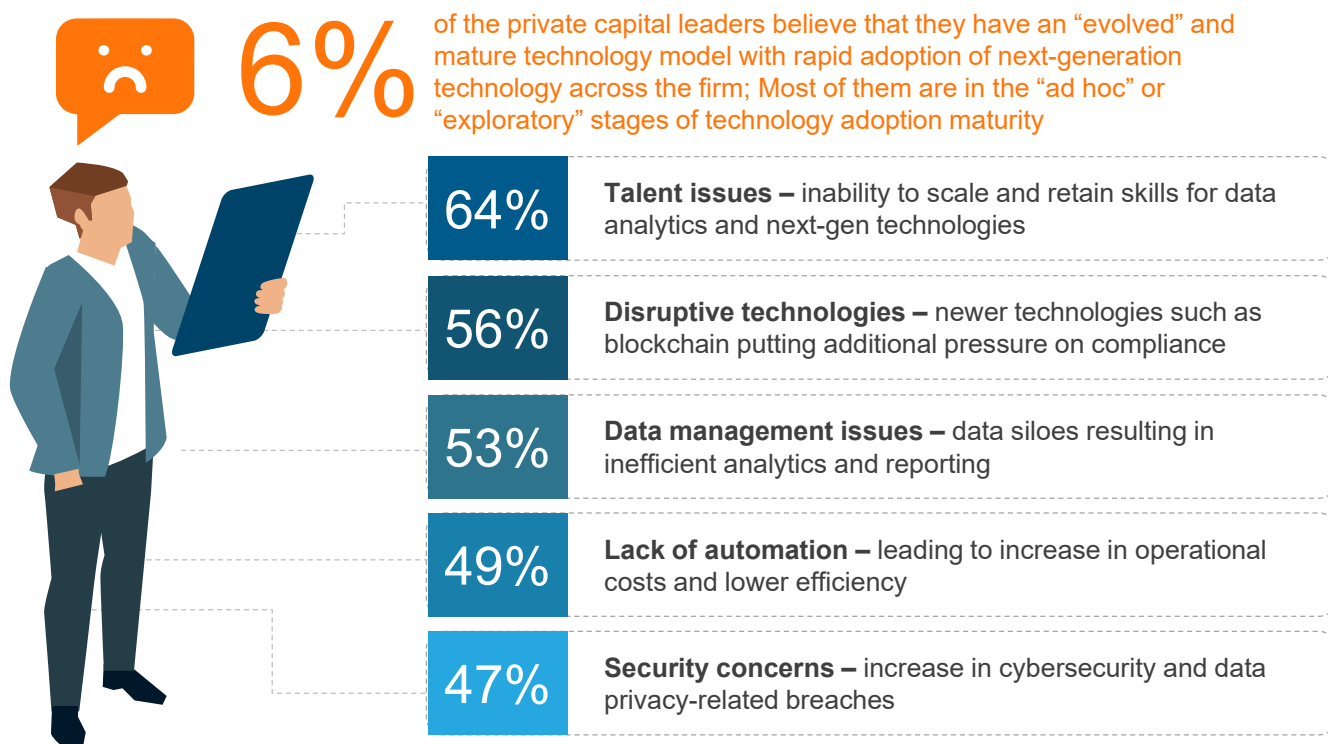 6%
of the private capital leaders believe that they have an “evolved” and
mature technology model with rapid adoption of next-generation
technology across the firm; Most of them are in the “ad hoc” or
“exploratory” stages of technology adoption maturity
64%
Talent issues – inability to scale and retain skills for data
analytics and next-gen technologies
56%
Disruptive technologies – newer technologies such as
blockchain putting additional pressure on compliance
53%
Data management issues – data siloes resulting in
inefficient analytics and reporting
49%
Lack of automation – leading to increase in operational
costs and lower efficiency
47%
Security concerns – increase in cybersecurity and data
privacy-related breaches